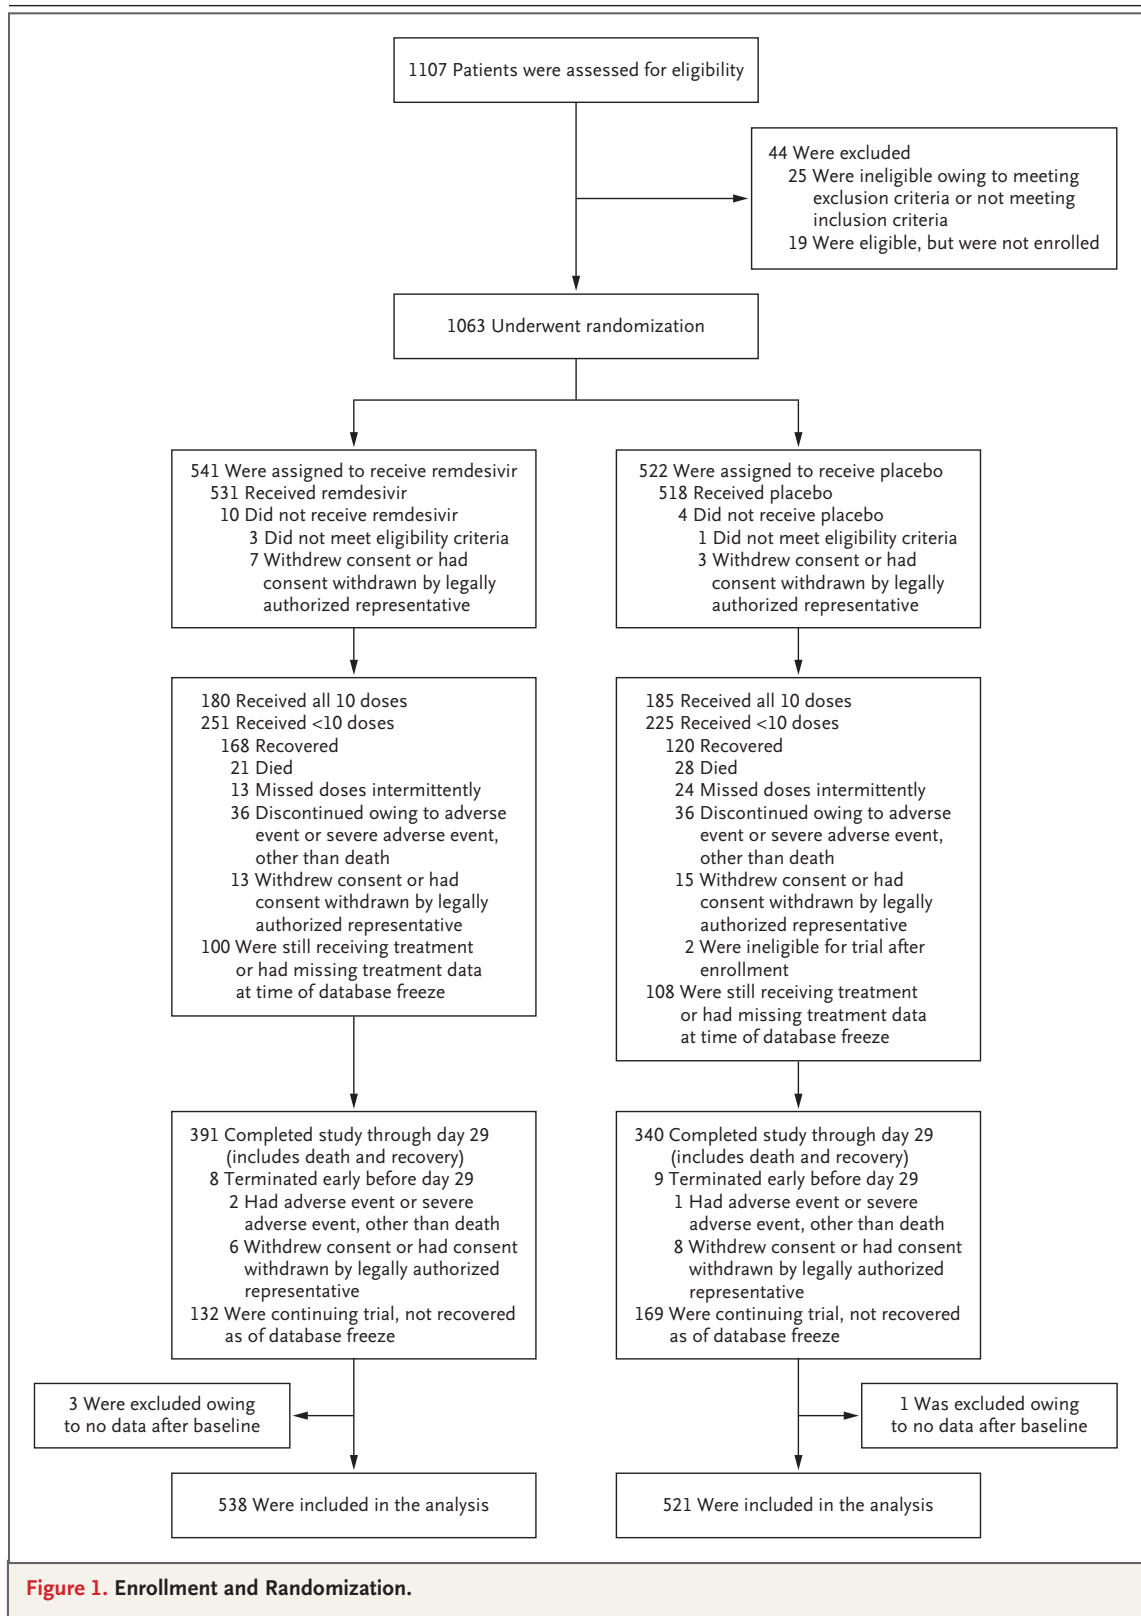 1107 Patients were assessed for eligibility
44 Were excluded
25 Were ineligible owing to meeting
exclusion criteria or not meeting
inclusion criteria
19 Were eligible, but were not enrolled
1063 Underwent randomization
541 Were assigned to receive remdesivir
531 Received remdesivir
10 Did not receive remdesivir
3 Did not meet eligibility criteria
7 Withdrew consent or had
consent withdrawn by legally
authorized representative
522 Were assigned to receive placebo
518 Received placebo
4 Did not receive placebo
1 Did not meet eligibility criteria
3 Withdrew consent or had
consent withdrawn by legally
authorized representative
180 Received all 10 doses
251 Received <10 doses
168 Recovered
21 Died
13 Missed doses intermittently
36 Discontinued owing to adverse
event or severe adverse event,
other than death
13 Withdrew consent or had
consent withdrawn by legally
authorized representative
100 Were still receiving treatment
or had missing treatment data
at time of database freeze
185 Received all 10 doses
225 Received <10 doses
120 Recovered
28 Died
24 Missed doses intermittently
36 Discontinued owing to adverse
event or severe adverse event,
other than death
15 Withdrew consent or had
consent withdrawn by legally
authorized representative
2 Were ineligible for trial after
enrollment
108 Were still receiving treatment
or had missing treatment data
at time of database freeze
391 Completed study through day 29
(includes death and recovery)
8 Terminated early before day 29
2 Had adverse event or severe
adverse event, other than death
6 Withdrew consent or had consent
withdrawn by legally authorized
representative
132 Were continuing trial, not recovered
as of database freeze
340 Completed study through day 29
(includes death and recovery)
9 Terminated early before day 29
1 Had adverse event or severe
adverse event, other than death
8 Withdrew consent or had consent
withdrawn by legally authorized
representative
169 Were continuing trial, not recovered
as of database freeze
3 Were excluded owing
to no data after baseline
1 Was excluded owing
to no data after baseline
538 Were included in the analysis
521 Were included in the analysis
Figure 1. Enrollment and Randomization.